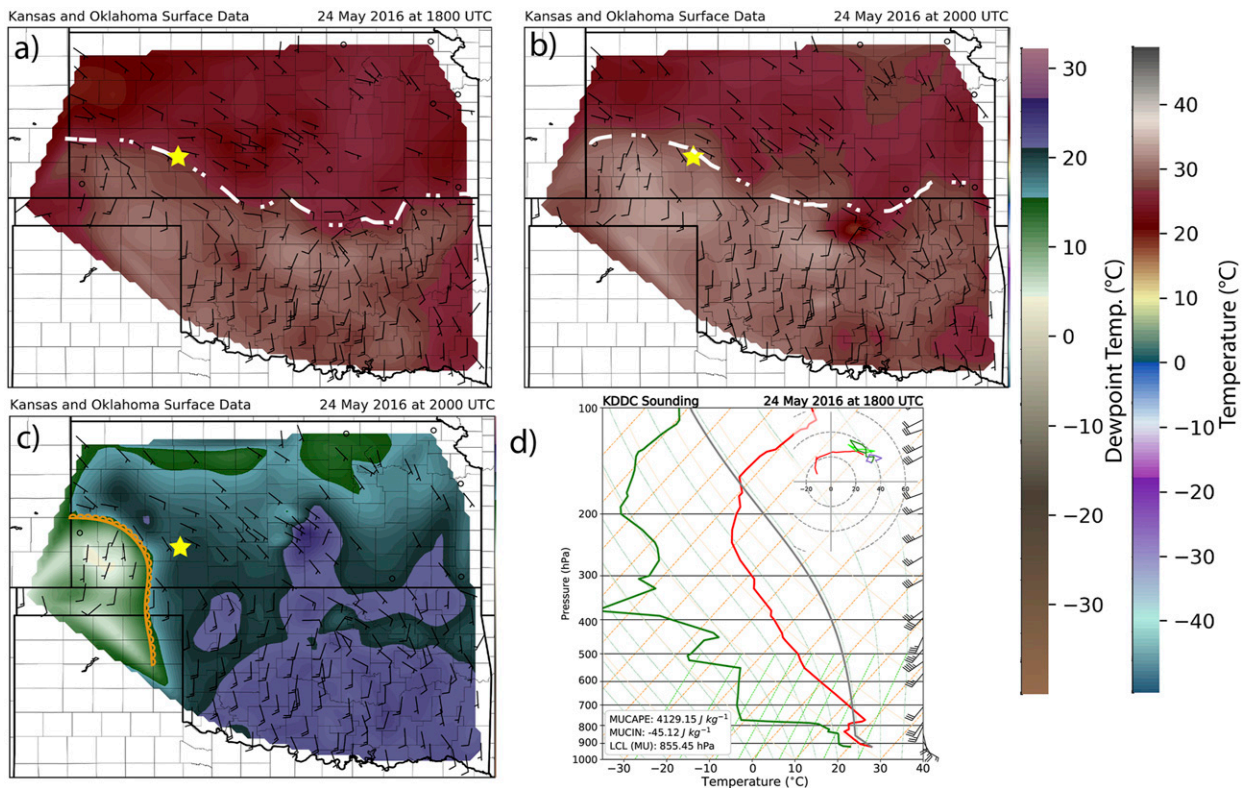 Kansas and Oklahoma Surface Data 24 May 2016 at 1800 UTC
a)
Kansas and Oklahoma Surface Data 24 May 2016 at 2000 UTC
b)
30
20
10
0
−10
−20
−30
Dewpoint Temp. (°C)
40
30
20
10
0
−10
−20
−30
−40
Temperature (°C)
Kansas and Oklahoma Surface Data 24 May 2016 at 2000 UTC
c)
d)
KDDC Sounding 24 May 2016 at 1800 UTC
100
200
300
400
500
600
700
800
900
1000
Pressure (hPa)
−20 0 20 40 60
MUCAPE: 4129.15 J kg⁻¹
MUCIN: -45.12 J kg⁻¹
LCL (MU): 855.45 hPa
−30 −20 −10 0 10 20 30 40
Temperature (°C)